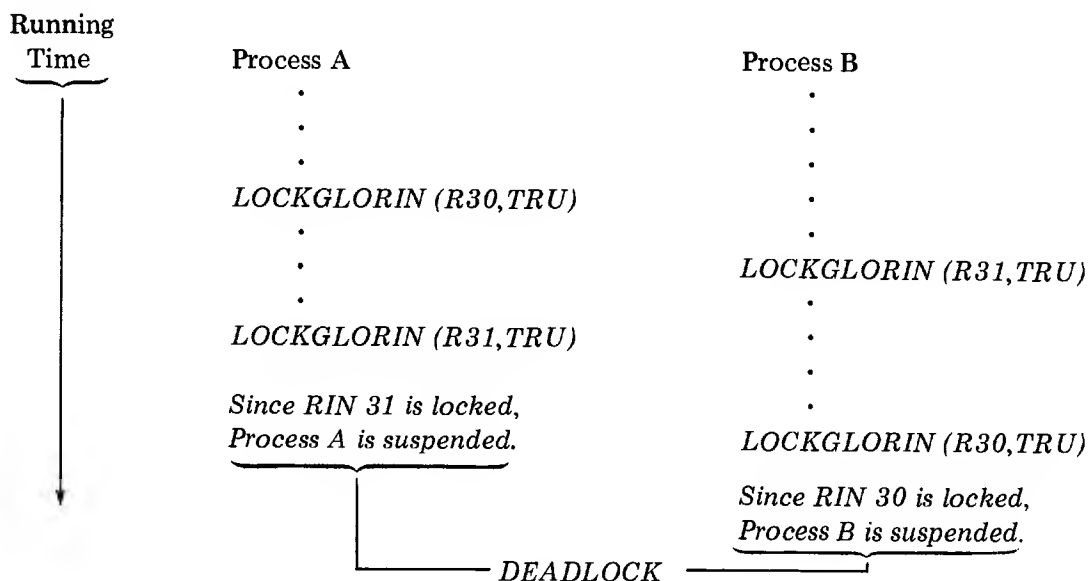 Running
Time
Process A
Process B
LOCKGLORIN (R30,TRU)
LOCKGLORIN (R31,TRU)
LOCKGLORIN (R31,TRU)
Since RIN 31 is locked,
Process A is suspended.
LOCKGLORIN (R30,TRU)
Since RIN 30 is locked,
Process B is suspended.
DEADLOCK